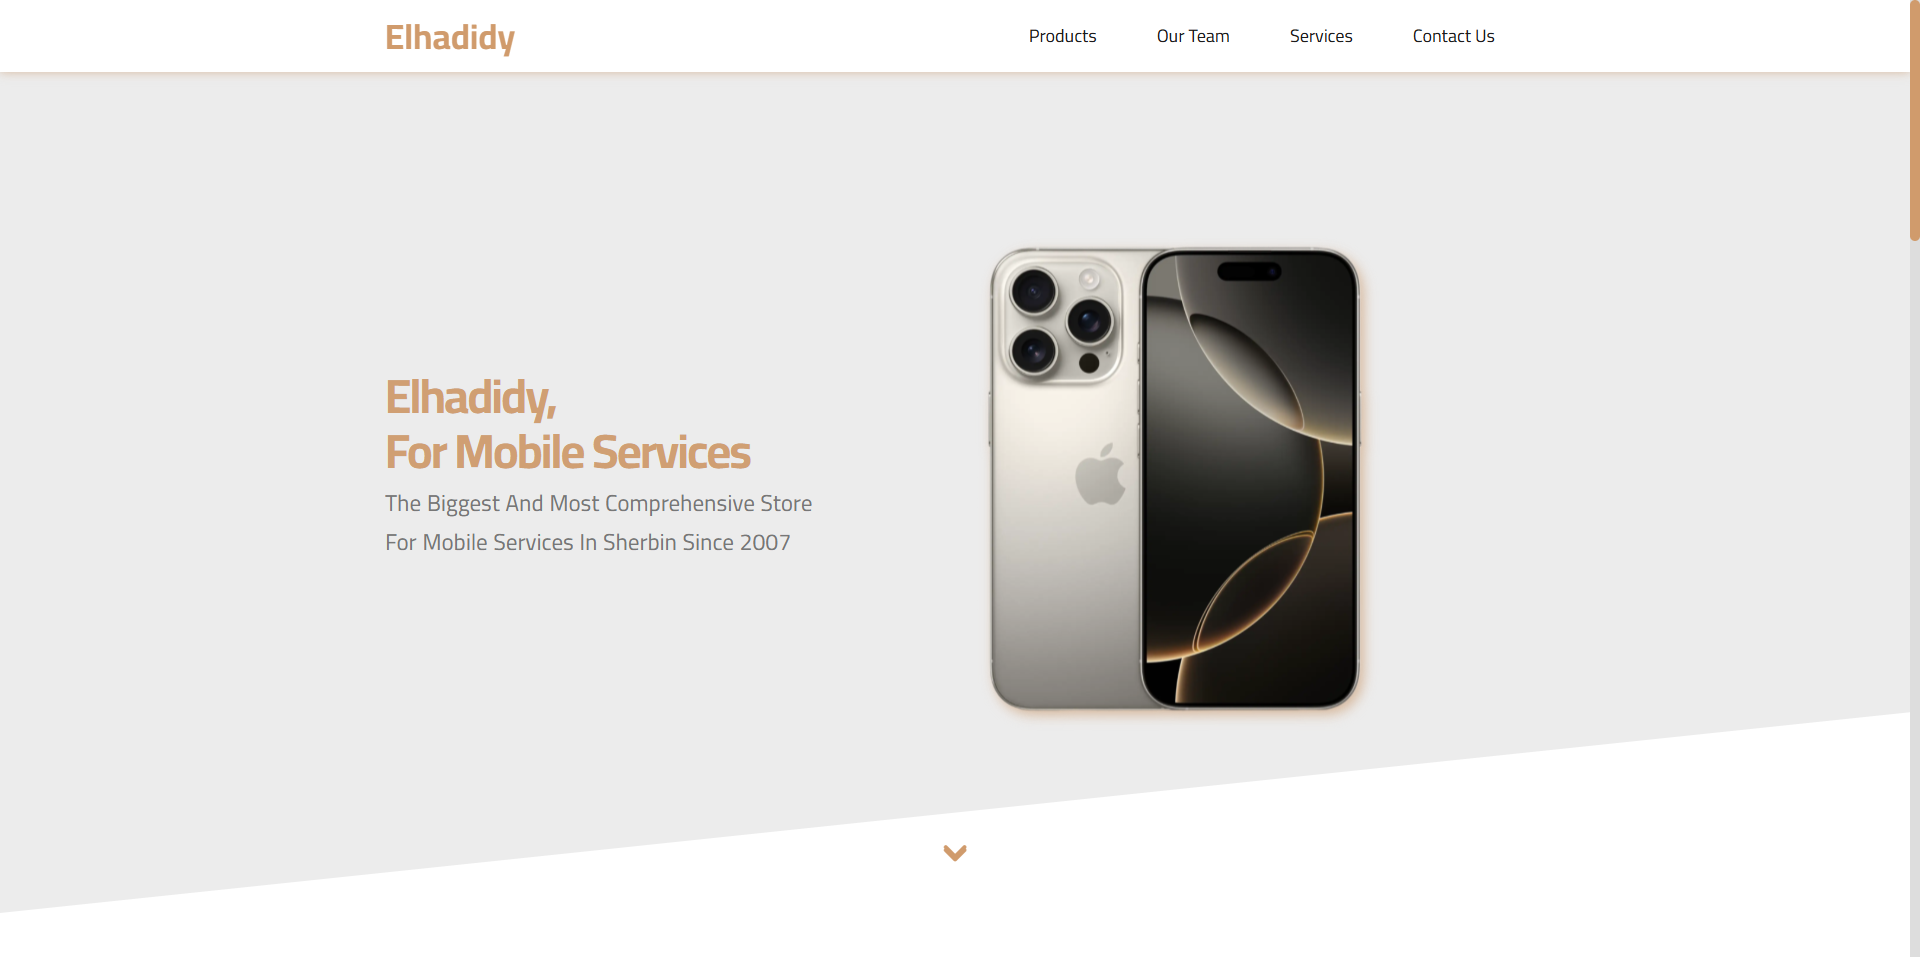 Elhadidy
Products
Our Team
Services
Contact Us
Elhadidy,
For Mobile Services
The Biggest And Most Comprehensive Store
For Mobile Services In Sherbin Since 2007